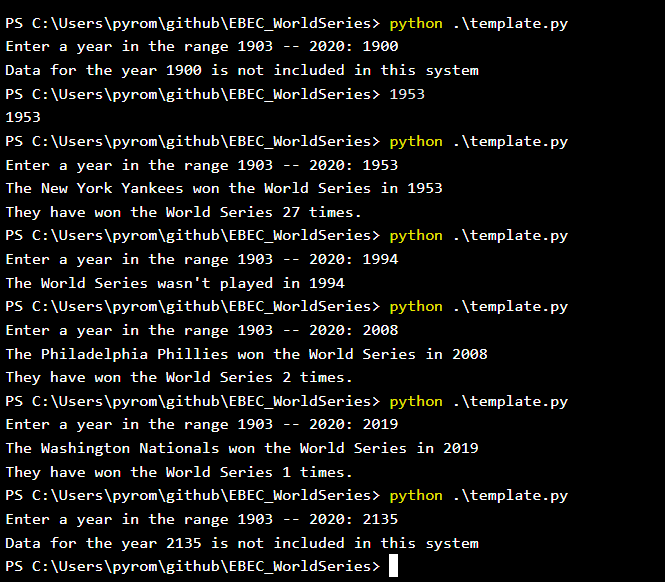 PS C:\Users\pyrom\github\EBEC_WorldSeries> python .\template.py
Enter a year in the range 1903 -- 2020: 1900
Data for the year 1900 is not included in this system
PS C:\Users\pyrom\github\EBEC_WorldSeries> 1953
1953
PS C:\Users\pyrom\github\EBEC_WorldSeries> python .\template.py
Enter a year in the range 1903 -- 2020: 1953
The New York Yankees won the World Series in 1953
They have won the World Series 27 times.
PS C:\Users\pyrom\github\EBEC_WorldSeries> python .\template.py
Enter a year in the range 1903 -- 2020: 1994
The World Series wasn't played in 1994
PS C:\Users\pyrom\github\EBEC_WorldSeries> python .\template.py
Enter a year in the range 1903 -- 2020: 2008
The Philadelphia Phillies won the World Series in 2008
They have won the World Series 2 times.
PS C:\Users\pyrom\github\EBEC_WorldSeries> python .\template.py
Enter a year in the range 1903 -- 2020: 2019
The Washington Nationals won the World Series in 2019
They have won the World Series 1 times.
PS C:\Users\pyrom\github\EBEC_WorldSeries> python .\template.py
Enter a year in the range 1903 -- 2020: 2135
Data for the year 2135 is not included in this system
PS C:\Users\pyrom\github\EBEC_WorldSeries>